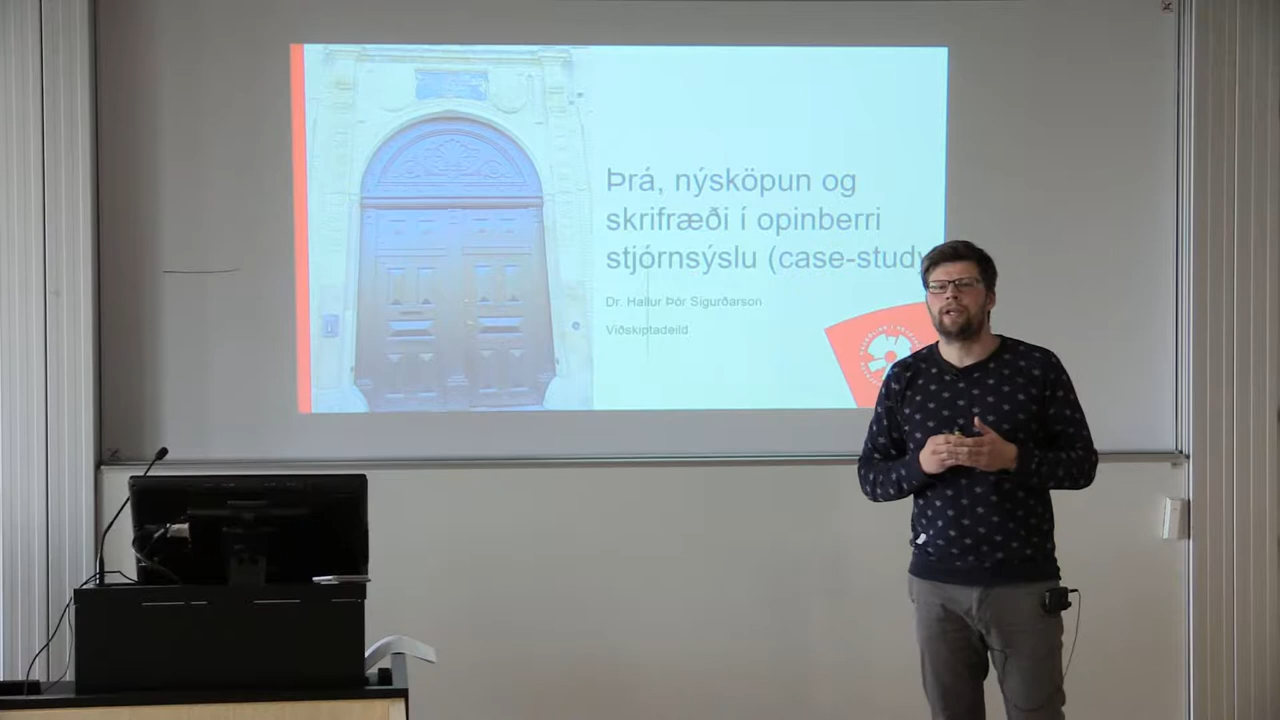 Þrá, nýsköpun og
skrifræði í opinberri
stjórnsýslu (case-study
Dr. Hallur Þór Sigurðarson
Viðskiptadeild